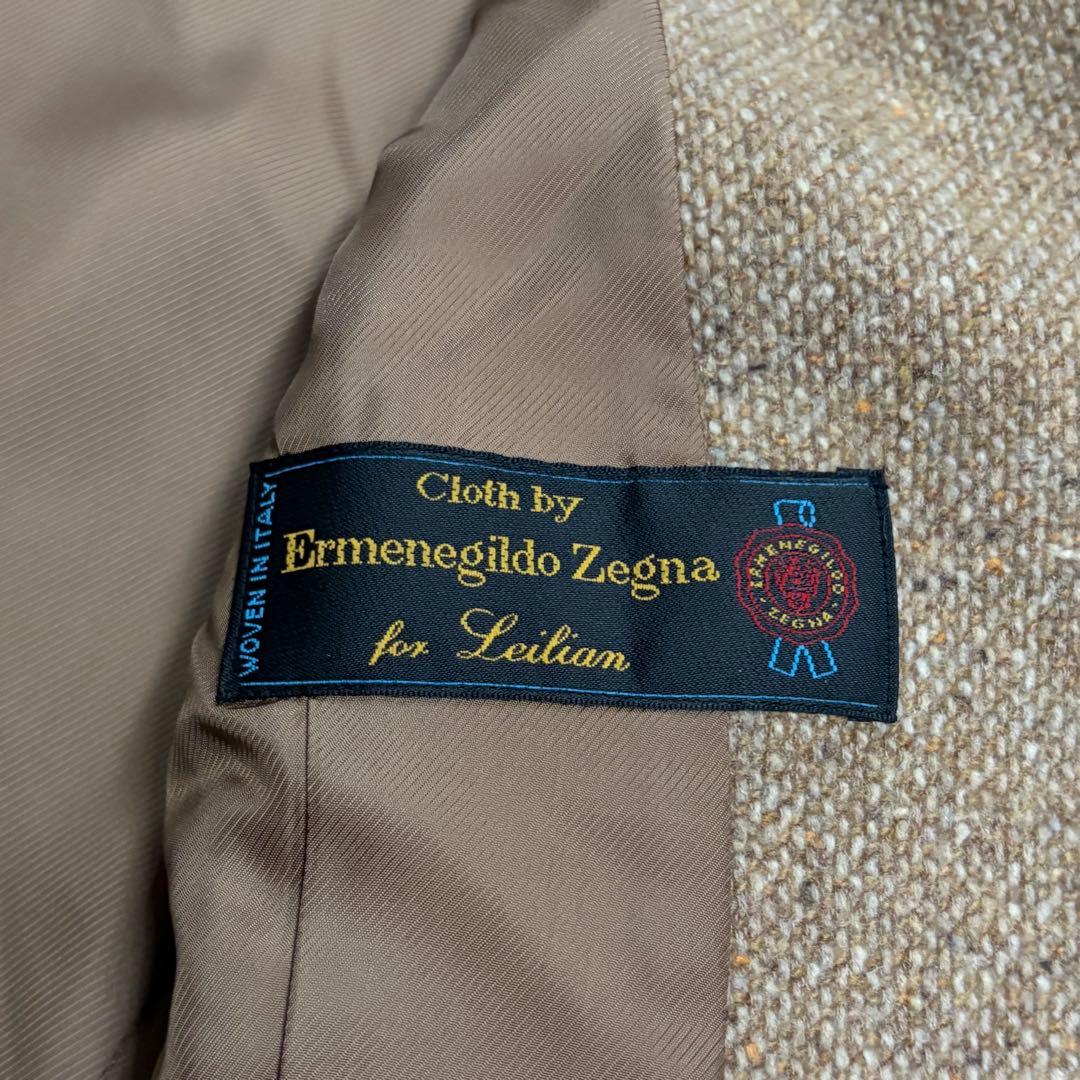 WOVEN IN ITALY
Cloth by
Ermenegildo Zegna
for Leilian
ERMENEGILDO
ZEGNA